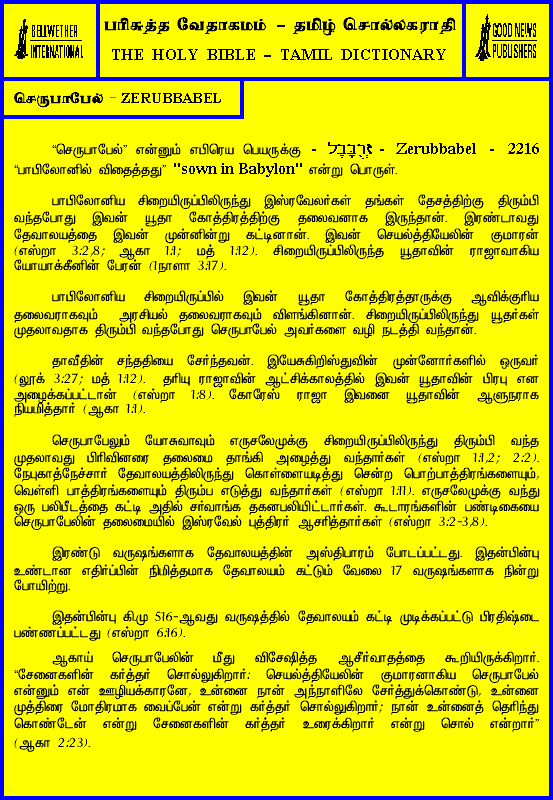 BELLWETHER
INTERNATIONAL
பரிசுத்த வேதாகமம் - தமிழ் சொல்லகராதி
THE HOLY BIBLE - TAMIL DICTIONARY
GOOD NEWS
PUBLISHERS
செருபாபேல் - ZERUBBABEL
“செருபாபேல்” என்னும் எபிரெய பெயருக்கு - זְרֻבָּבֶל - Zerubbabel - 2216
“பாபிலோனில் விதைத்தது” "sown in Babylon" என்று பொருள்.
பாபிலோனிய சிறையிருப்பிலிருந்து இஸ்ரவேலர்கள் தங்கள் தேசத்திற்கு திரும்பி
வந்தபோது இவன் யூதா கோத்திரத்திற்கு தலைவனாக இருந்தான். இரண்டாவது
தேவாலயத்தை இவன் முன்னின்று கட்டினான். இவன் செயல்த்தியேலின் குமாரன்
(எஸ்றா 3:2,8; ஆகா 1:1; மத் 1:12). சிறையிருப்பிலிருந்த யூதாவின் ராஜாவாகிய
யோயாக்கீனின் பேரன் (1நாளா 3:17).
பாபிலோனிய சிறையிருப்பில் இவன் யூதா கோத்திரத்தாருக்கு ஆவிக்குரிய
தலைவராகவும் அரசியல் தலைவராகவும் விளங்கினான். சிறையிருப்பிலிருந்து யூதர்கள்
முதலாவதாக திரும்பி வந்தபோது செருபாபேல் அவர்களை வழி நடத்தி வந்தான்.
தாவீதின் சந்ததியை சேர்ந்தவன். இயேசுகிறிஸ்துவின் முன்னோர்களில் ஒருவர்
(லூக் 3:27; மத் 1:12). தரியு ராஜாவின் ஆட்சிக்காலத்தில் இவன் யூதாவின் பிரபு என
அழைக்கப்பட்டான் (எஸ்றா 1:8). கோரேஸ் ராஜா இவனை யூதாவின் ஆளுநராக
நியமித்தார் (ஆகா 1:1).
செருபாபேலும் யோசுவாவும் எருசலேமுக்கு சிறையிருப்பிலிருந்து திரும்பி வந்த
முதலாவது பிரிவினரை தலைமை தாங்கி அழைத்து வந்தார்கள் (எஸ்றா 1:1,2; 2:2).
நேபுகாத்நேச்சார் தேவாலயத்திலிருந்து கொள்ளையடித்து சென்ற பொற்பாத்திரங்களையும்,
வெள்ளி பாத்திரங்களையும் திரும்ப எடுத்து வந்தார்கள் (எஸ்றா 1:11). எருசலேமுக்கு வந்து
ஒரு பலிபீடத்தை கட்டி அதில் சர்வாங்க தகனபலியிட்டார்கள். கூடாரங்களின் பண்டிகையை
செருபாபேலின் தலைமையில் இஸ்ரவேல் புத்திரர் ஆசரித்தார்கள் (எஸ்றா 3:2-3,8).
இரண்டு வருஷங்களாக தேவாலயத்தின் அஸ்திபாரம் போடப்பட்டது. இதன்பின்பு
உண்டான எதிர்ப்பின் நிமித்தமாக தேவாலயம் கட்டும் வேலை 17 வருஷங்களாக நின்று
போயிற்று.
இதன்பின்பு கி.மு 516-ஆவது வருஷத்தில் தேவாலயம் கட்டி முடிக்கப்பட்டு பிரதிஷ்டை
பண்ணப்பட்டது (எஸ்றா 6:16).
ஆகாய் செருபாபேலின் மீது விசேஷித்த ஆசீர்வாதத்தை கூறியிருக்கிறார்.
“சேனைகளின் கர்த்தர் சொல்லுகிறார்: செயல்த்தியேலின் குமாரனாகிய செருபாபேல்
என்னும் என் ஊழியக்காரனே, உன்னை நான் அந்நாளிலே சேர்த்துக்கொண்டு, உன்னை
முத்திரை மோதிரமாக வைப்பேன் என்று கர்த்தர் சொல்லுகிறார்; நான் உன்னைத் தெரிந்து
கொண்டேன் என்று சேனைகளின் கர்த்தர் உரைக்கிறார் என்று சொல் என்றார்”
(ஆகா 2:23).